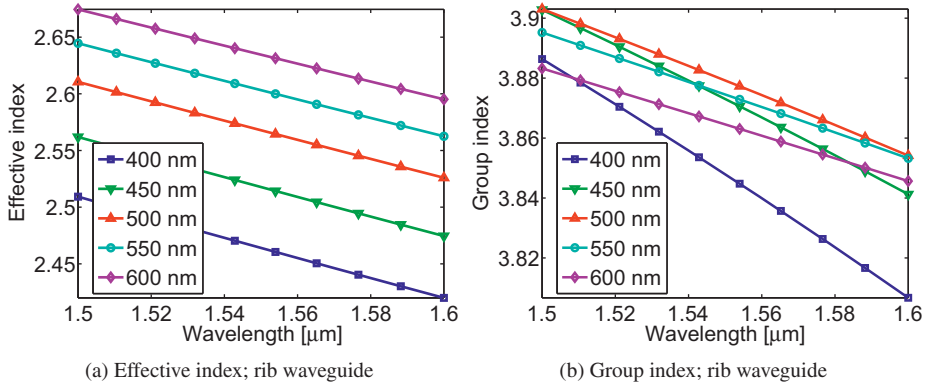 2.65
2.6
2.55
2.5
2.45
Effective index
400 nm
450 nm
500 nm
550 nm
600 nm
1.5 1.52 1.54 1.56 1.58 1.6
Wavelength [μm]
(a) Effective index; rib waveguide
3.9
3.88
3.86
3.84
3.82
Group index
400 nm
450 nm
500 nm
550 nm
600 nm
1.5 1.52 1.54 1.56 1.58 1.6
Wavelength [μm]
(b) Group index; rib waveguide